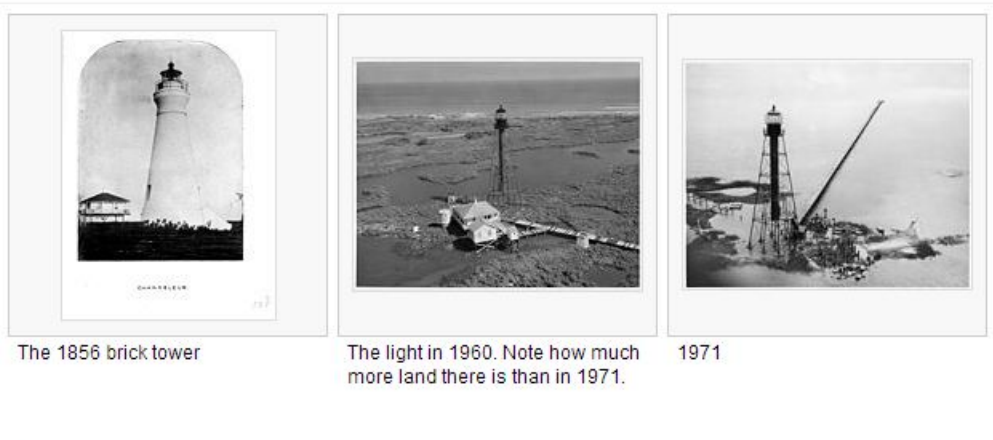 CHANDELEUR.
The 1856 brick tower
The light in 1960. Note how much
more land there is than in 1971.
1971